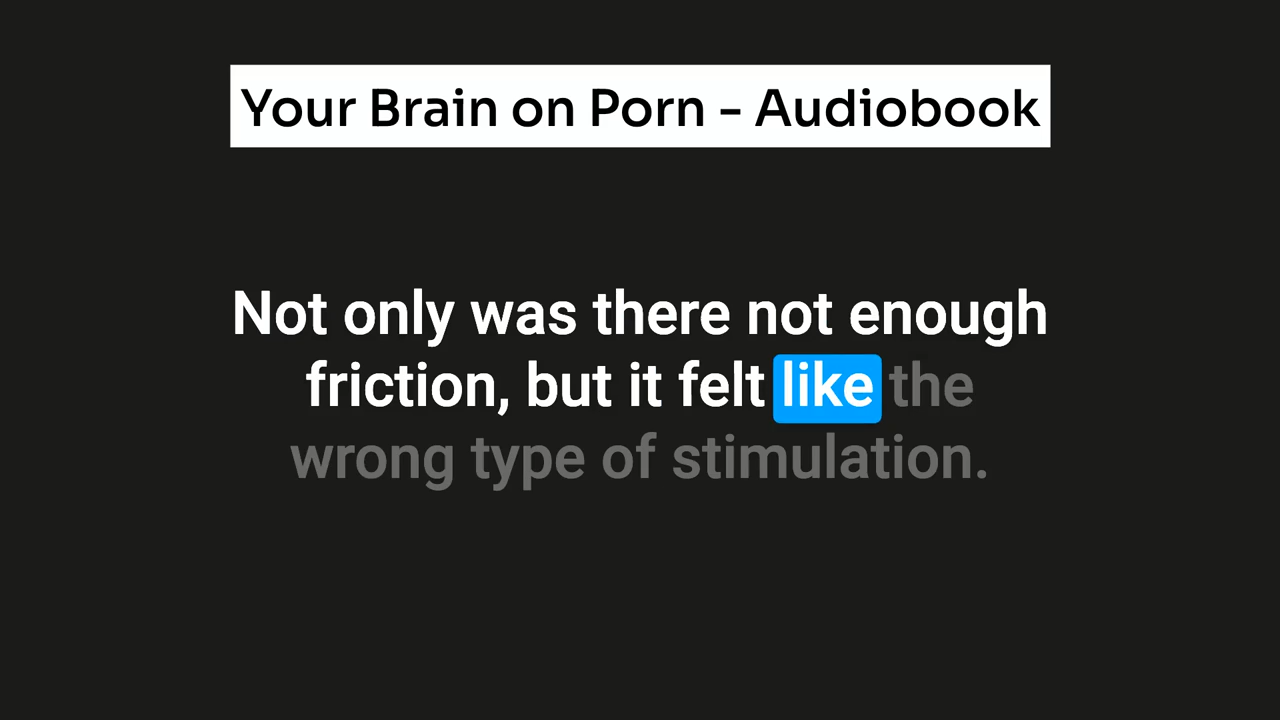 Your Brain on Porn - Audiobook
Not only was there not enough
friction, but it felt like the
wrong type of stimulation.